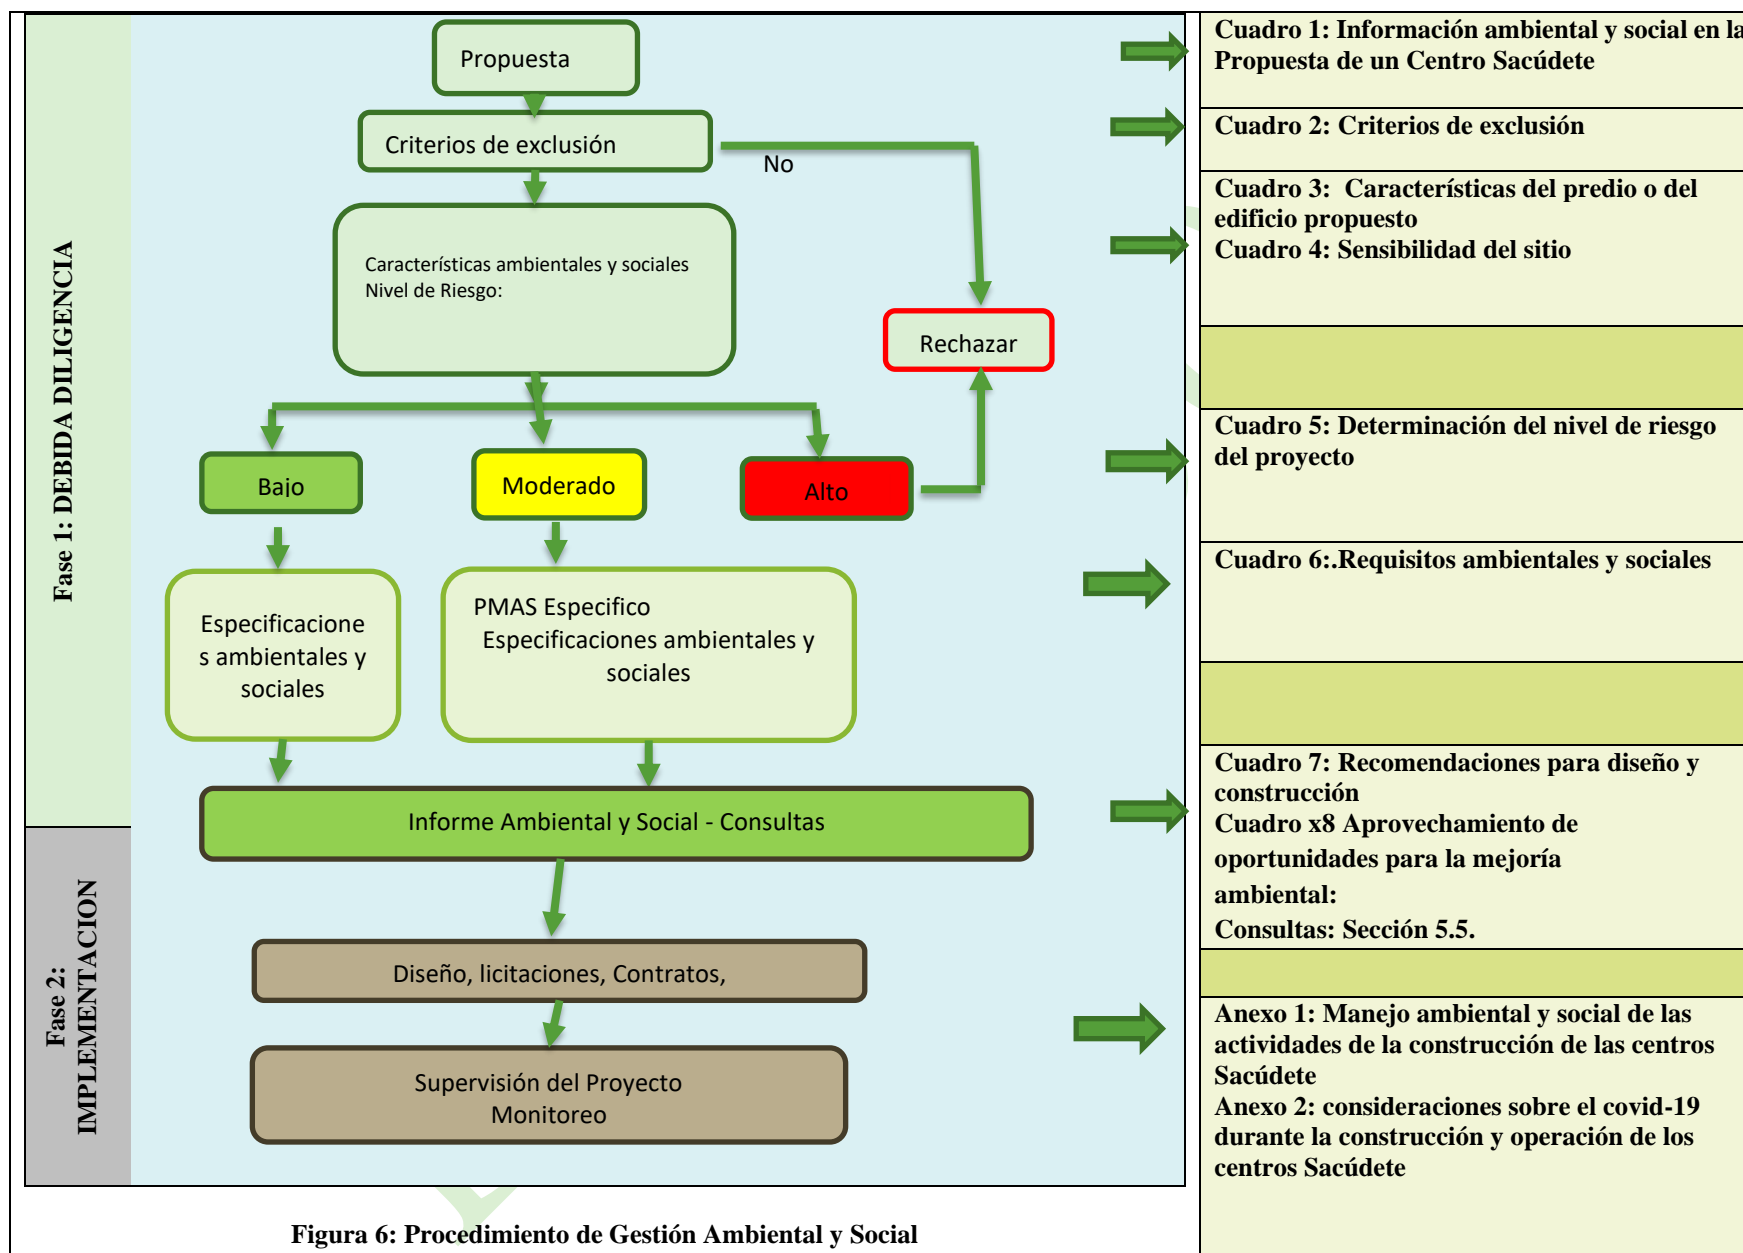 Fase 1: DEBIDA DILIGENCIA
Propuesta
Criterios de exclusión
No
Características ambientales y sociales
Nivel de Riesgo:
Rechazar
Bajo
Moderado
Alto
Especificacione
s ambientales y
sociales
PMAS Especifico
Especificaciones ambientales y
sociales
Informe Ambiental y Social - Consultas
Fase 2:
IMPLEMENTACION
Diseño, licitaciones, Contratos,
Supervisión del Proyecto
Monitoreo
Cuadro 1: Información ambiental y social en la
Propuesta de un Centro Sacúdete
Cuadro 2: Criterios de exclusión
Cuadro 3: Características del predio o del
edificio propuesto
Cuadro 4: Sensibilidad del sitio
Cuadro 5: Determinación del nivel de riesgo
del proyecto
Cuadro 6:.Requisitos ambientales y sociales
Cuadro 7: Recomendaciones para diseño y
construcción
Cuadro x8 Aprovechamiento de
oportunidades para la mejoría
ambiental:
Consultas: Sección 5.5.
Anexo 1: Manejo ambiental y social de las
actividades de la construcción de las centros
Sacúdete
Anexo 2: consideraciones sobre el covid-19
durante la construcción y operación de los
centros Sacúdete
Figura 6: Procedimiento de Gestión Ambiental y Social